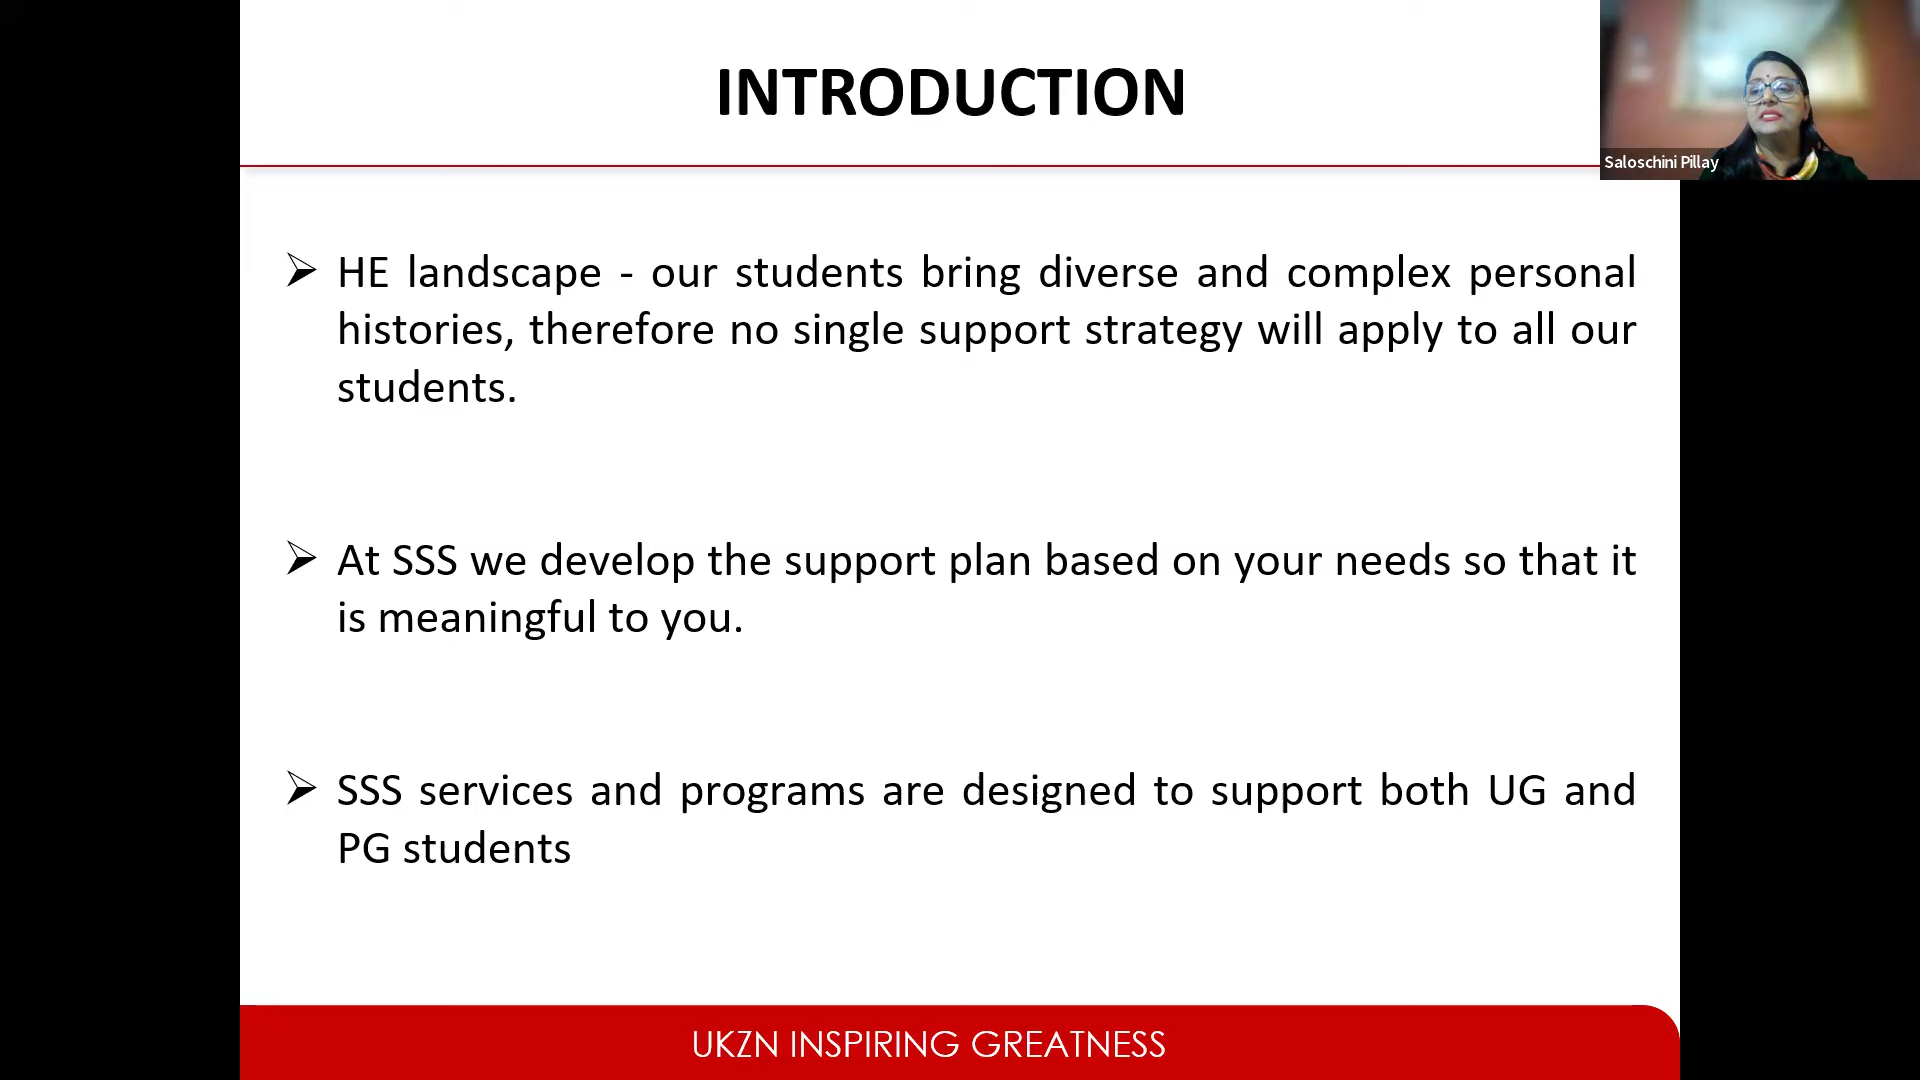 INTRODUCTION
Saloschini Pillay
HE landscape - our students bring diverse and complex personal
histories, therefore no single support strategy will apply to all our
students.
At SSS we develop the support plan based on your needs so that it
is meaningful to you.
SSS services and programs are designed to support both UG and
PG students
UKZN INSPIRING GREATNESS